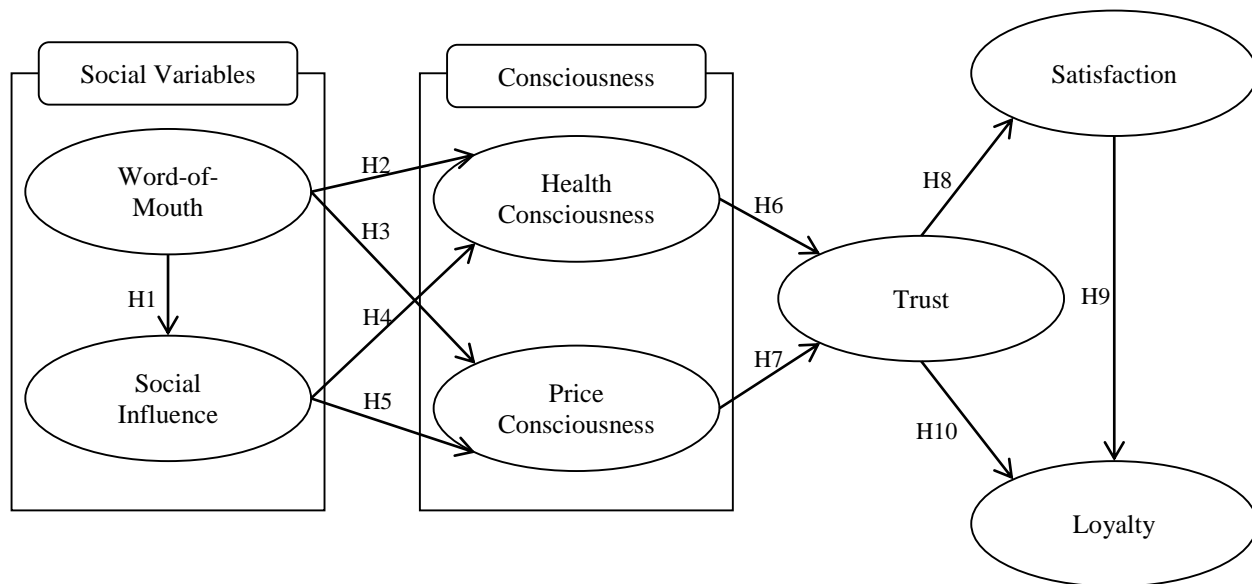 Social Variables
Word-of-
Mouth
H1
Social
Influence
H2
H3
H4
H5
Consciousness
Health
Consciousness
Price
Consciousness
H6
H7
Trust
H8
H10
Satisfaction
H9
Loyalty